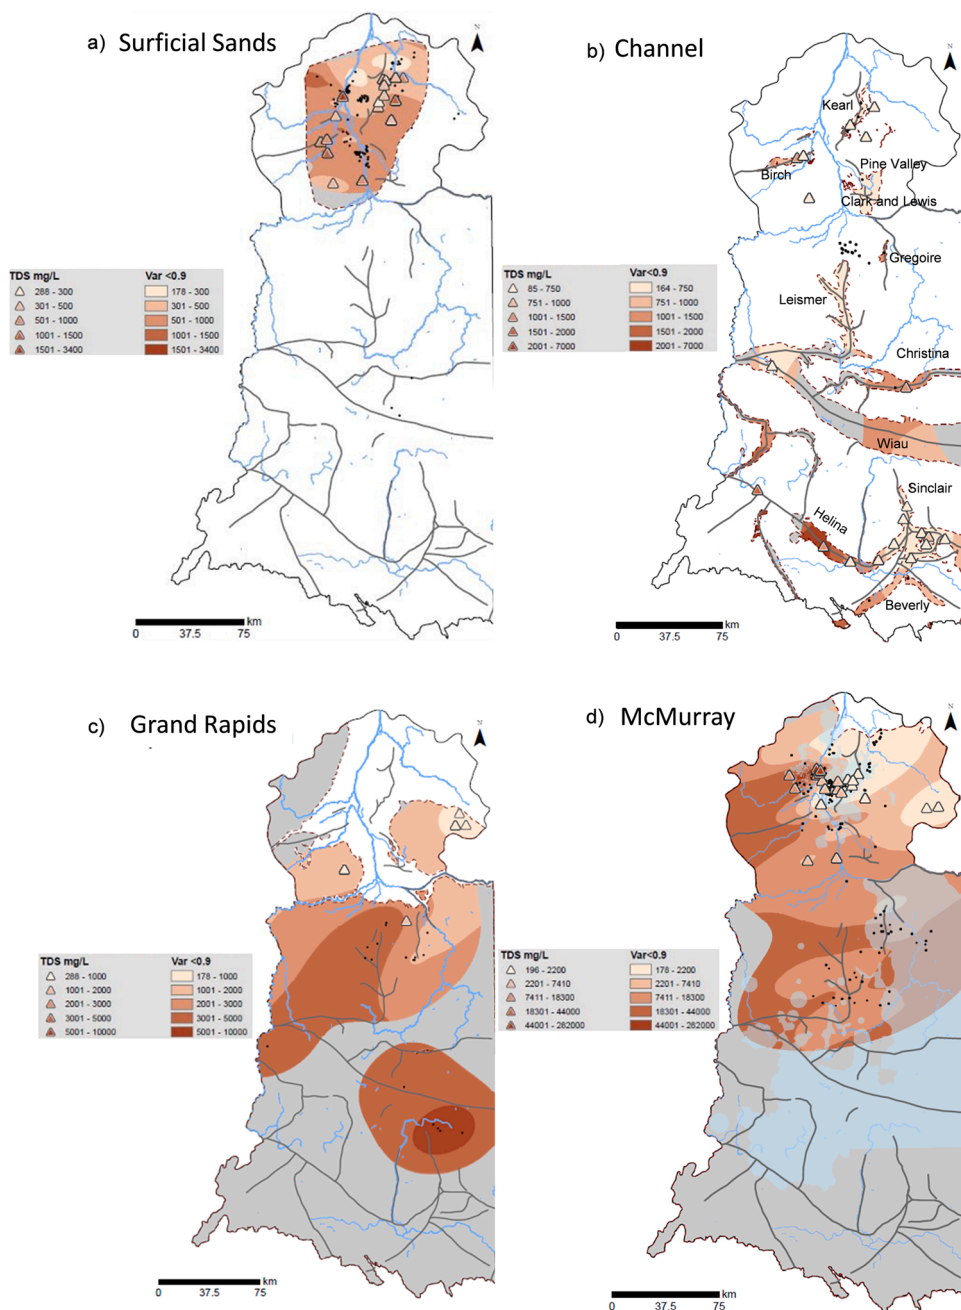 a) Surficial Sands
N
TDS mg/L Var <0.9
288 - 300 178 - 300
301 - 500 301 - 500
501 - 1000 501 - 1000
1001 - 1500 1001 - 1500
1501 - 3400 1501 - 3400
0 37.5 75 km
b) Channel
N
Kearl
Pine Valley
Birch
Clark and Lewis
Gregoire
Leismer
Christina
Wiau
Sinclair
Helina
Beverly
TDS mg/L Var<0.9
85 - 750 164 - 750
751 - 1000 751 - 1000
1001 - 1500 1001 - 1500
1501 - 2000 1501 - 2000
2001 - 7000 2001 - 7000
0 37.5 75 km
c) Grand Rapids
N
TDS mg/L Var <0.9
288 - 1000 178 - 1000
1001 - 2000 1001 - 2000
2001 - 3000 2001 - 3000
3001 - 5000 3001 - 5000
5001 - 10000 5001 - 10000
0 37.5 75 km
d) McMurray
N
TDS mg/L Var<0.9
196 - 2200 178 - 2200
2201 - 7410 2201 - 7410
7411 - 18300 7411 - 18300
18301 - 44000 18301 - 44000
44001 - 282000 44001 - 282000
0 37.5 75 km